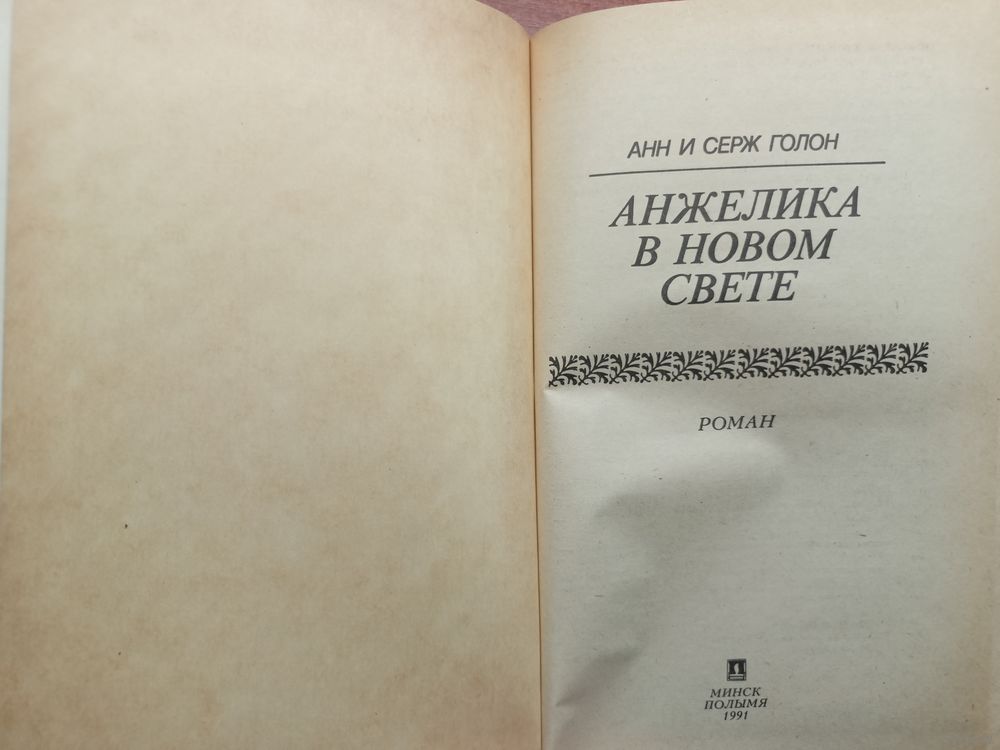 АНН И СЕРЖ ГОЛОН
АНЖЕЛИКА
В НОВОМ
СВЕТЕ
РОМАН
МИНСК
ПОЛЫМЯ
1991